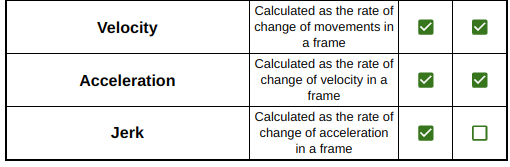 Velocity
Calculated as the rate of
change of movements in
a frame
Acceleration
Calculated as the rate of
change of velocity in a
frame
Jerk
Calculated as the rate of
change of acceleration
in a frame